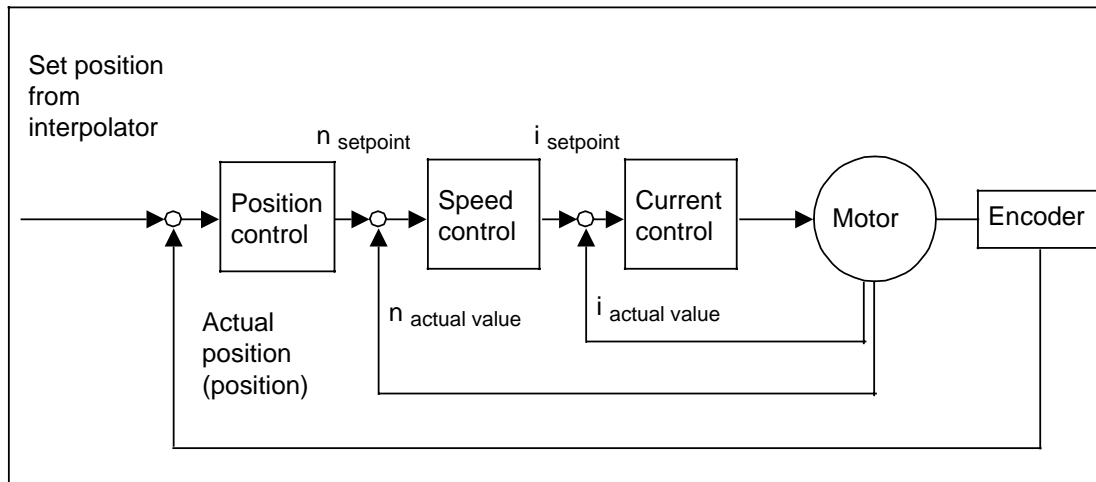 Set position
from
interpolator
n setpoint
i setpoint
Position
control
Speed
control
Current
control
Motor
Encoder
n actual value
i actual value
Actual
position
(position)